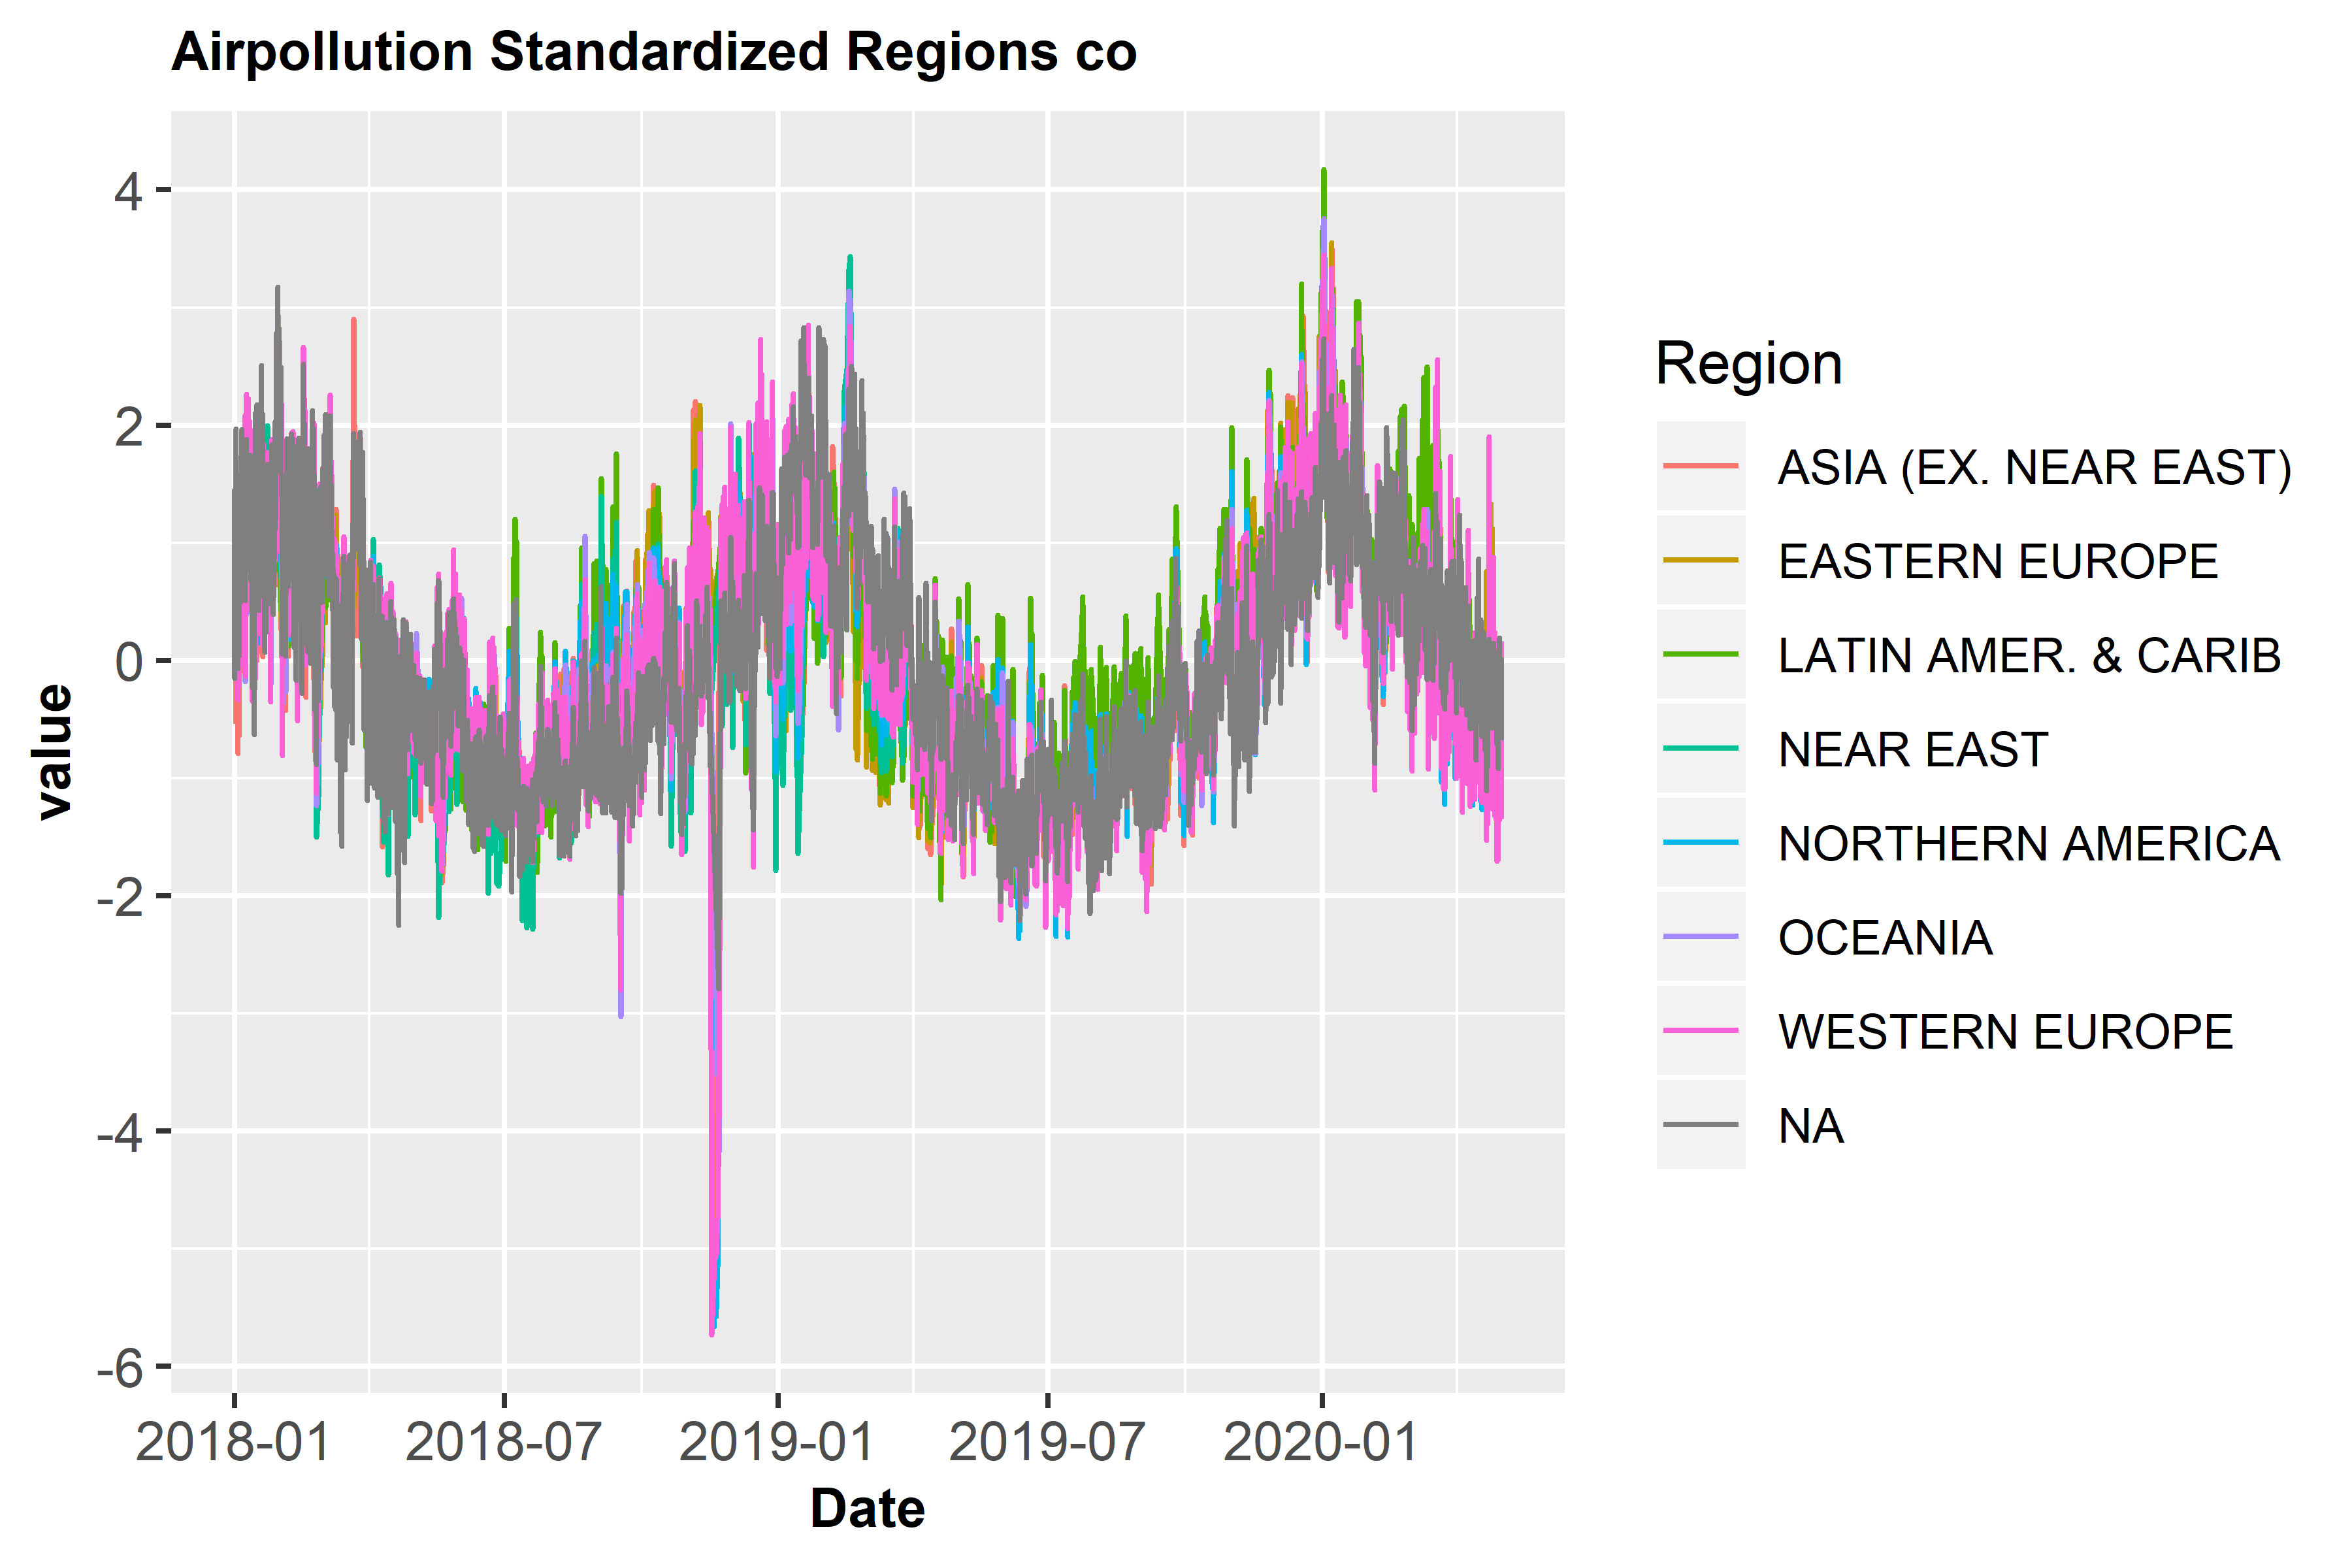 Airpollution Standardized Regions co
4
2
0
-2
-4
-6
value
2018-01
2018-07
2019-01
2019-07
2020-01
Date
Region
ASIA (EX. NEAR EAST)
EASTERN EUROPE
LATIN AMER. & CARIB
NEAR EAST
NORTHERN AMERICA
OCEANIA
WESTERN EUROPE
NA